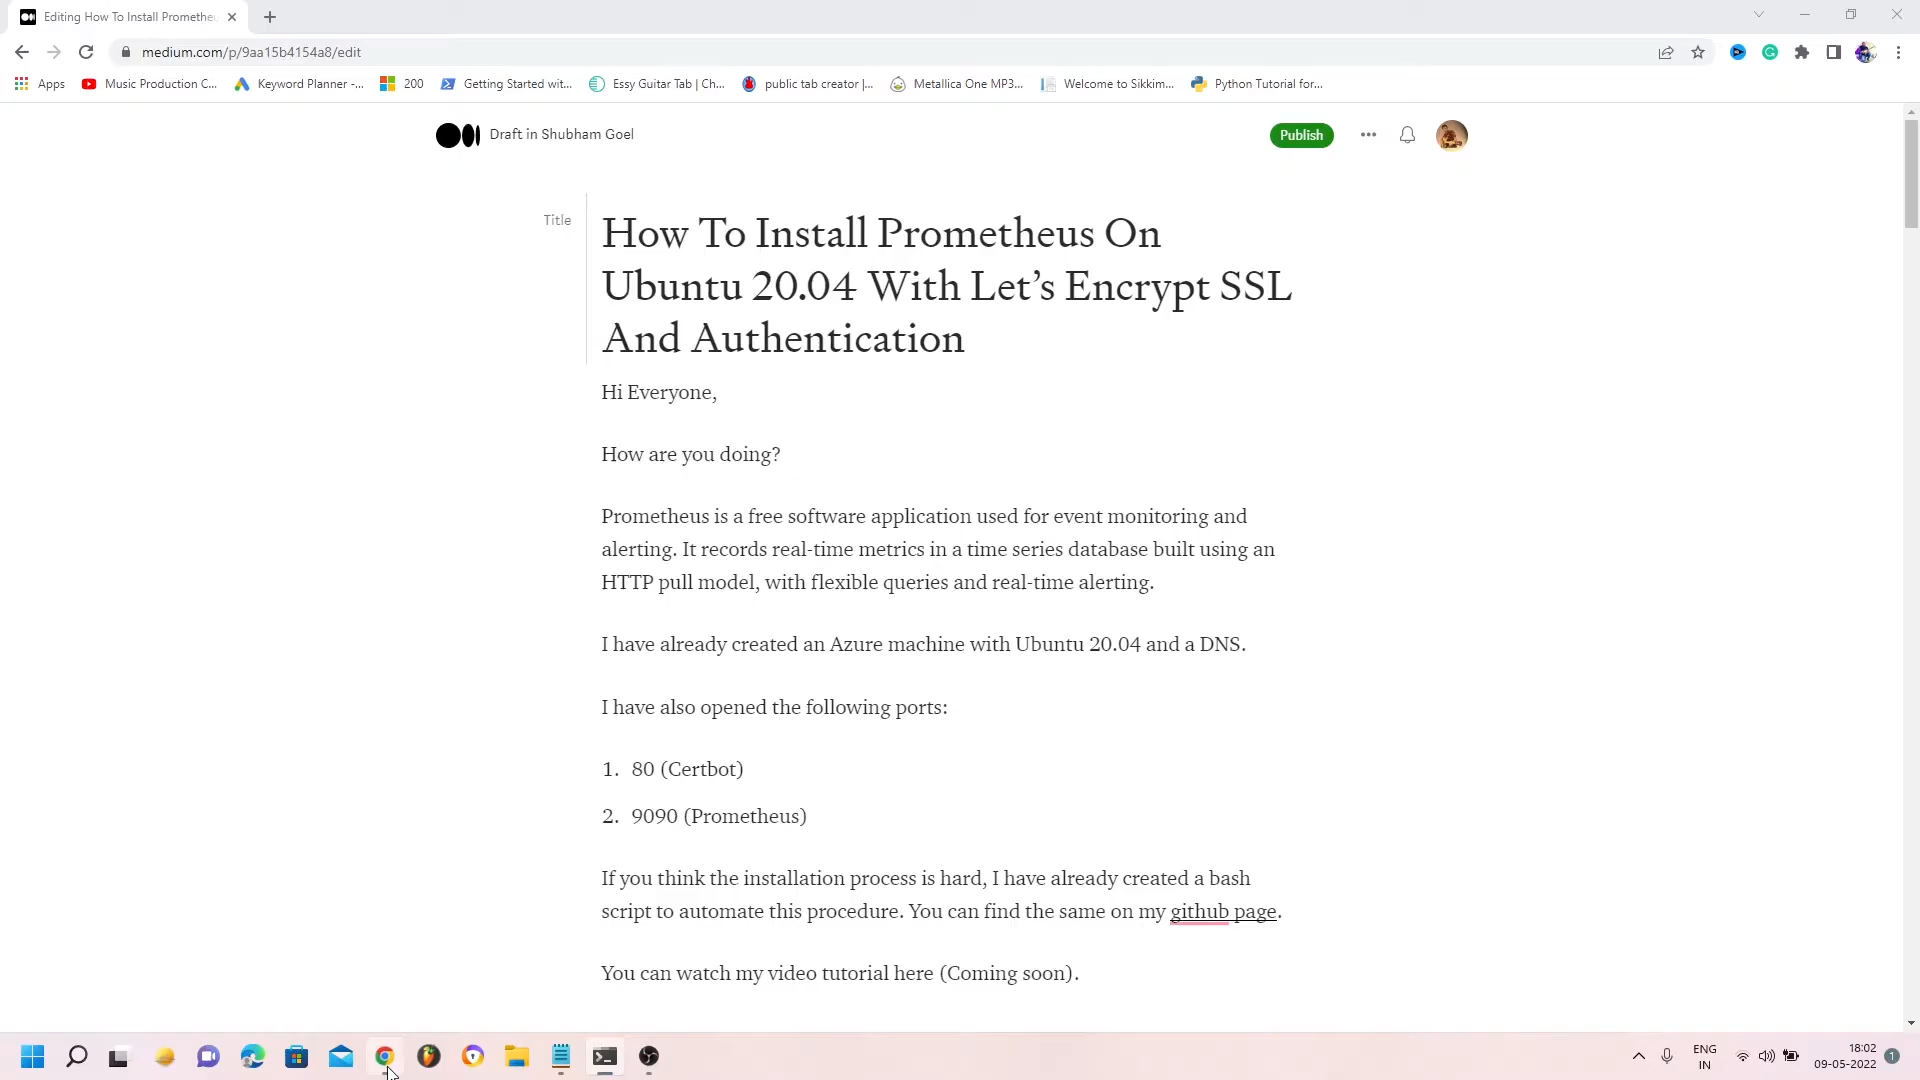 Editing How To Install Prometheu
medium.com/p/9aa15b4154a8/edit
Apps
Music Production C...
Keyword Planner -...
200
Getting Started wit...
Essy Guitar Tab | Ch...
public tab creator |...
Metallica One MP3...
Welcome to Sikkim...
Python Tutorial for...
Draft in Shubham Goel
Publish
Title
How To Install Prometheus On
Ubuntu 20.04 With Let’s Encrypt SSL
And Authentication
Hi Everyone,
How are you doing?
Prometheus is a free software application used for event monitoring and
alerting. It records real-time metrics in a time series database built using an
HTTP pull model, with flexible queries and real-time alerting.
I have already created an Azure machine with Ubuntu 20.04 and a DNS.
I have also opened the following ports:
1. 80 (Certbot)
2. 9090 (Prometheus)
If you think the installation process is hard, I have already created a bash
script to automate this procedure. You can find the same on my github page.
You can watch my video tutorial here (Coming soon).
ENG
IN
18:02
09-05-2022
1